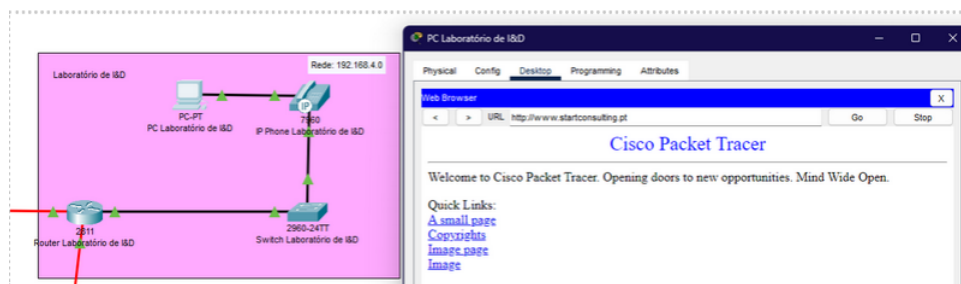 Laboratório de I&D
Rede: 192.168.4.0
PC-PT
PC Laboratório de I&D
IP
7960
IP Phone Laboratório de I&D
2811
Router Laboratório de I&D
2960-24TT
Switch Laboratório de I&D
PC Laboratório de I&D
Physical Config Desktop Programming Attributes
Web Browser X
< > URL http://www.startconsulting.pt Go Stop
Cisco Packet Tracer
Welcome to Cisco Packet Tracer. Opening doors to new opportunities. Mind Wide Open.
Quick Links:
A small page
Copyrights
Image page
Image